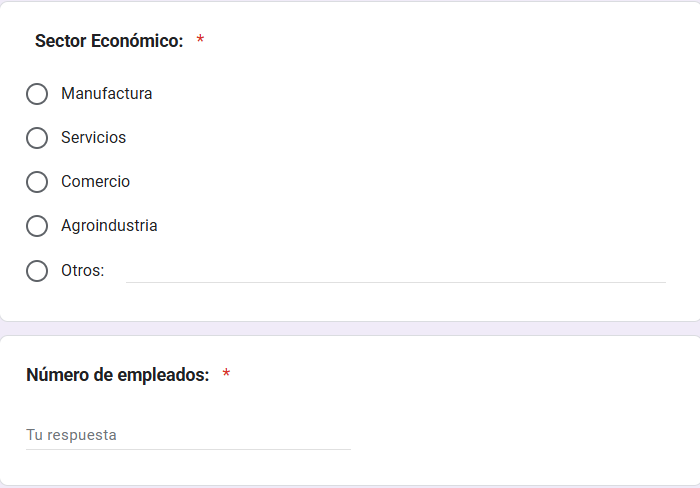 Sector Económico: *
Manufactura
Servicios
Comercio
Agroindustria
Otros:
Número de empleados: *
Tu respuesta